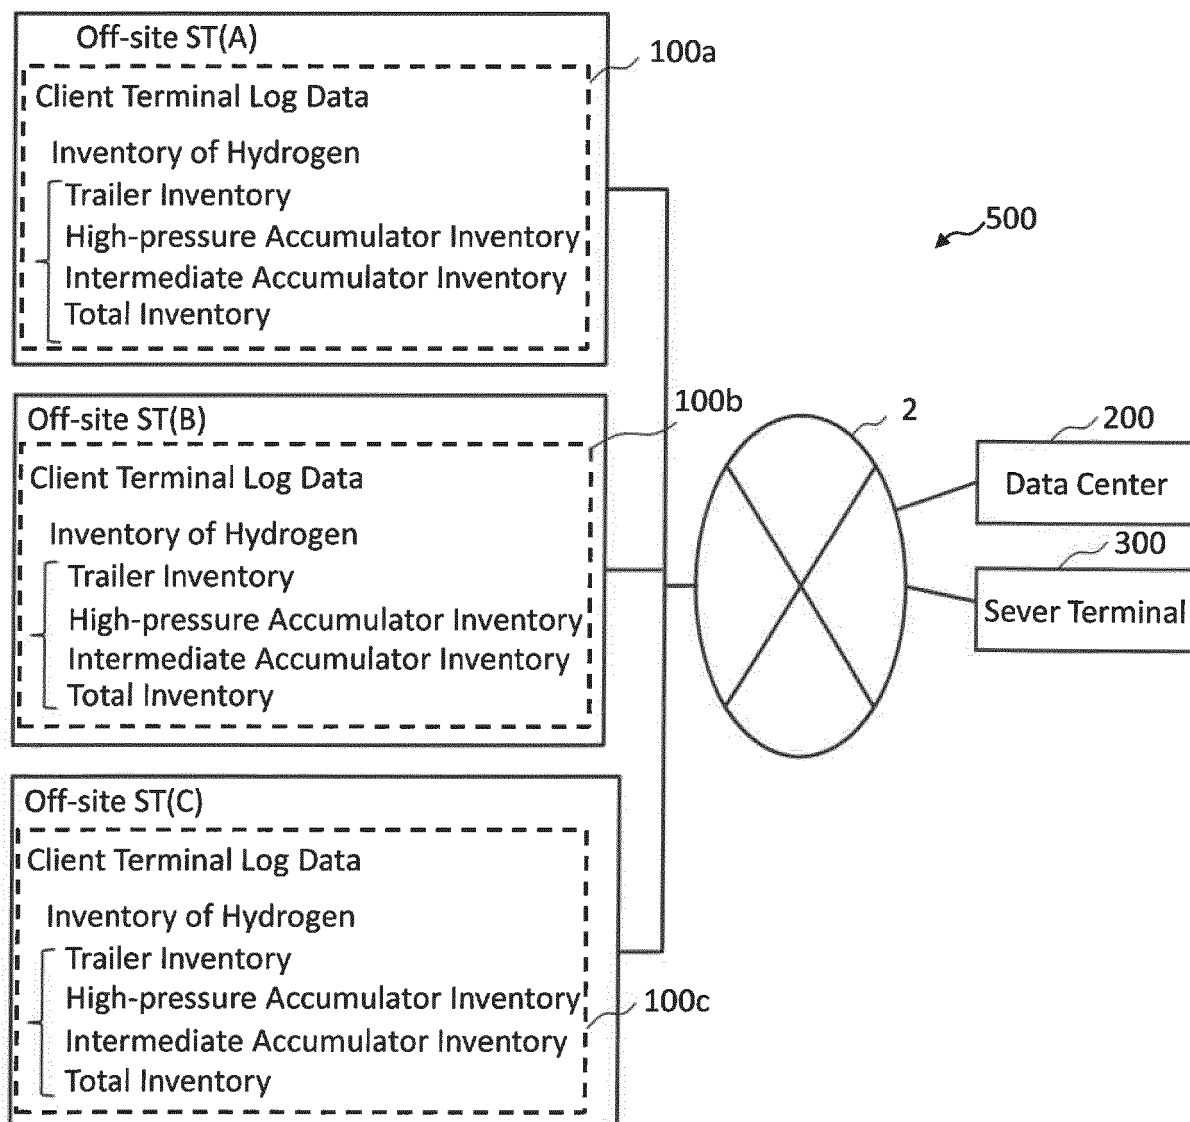 Off-site ST(A)
100a
Client Terminal Log Data
Inventory of Hydrogen
Trailer Inventory
High-pressure Accumulator Inventory
Intermediate Accumulator Inventory
Total Inventory
500
Off-site ST(B)
100b
Client Terminal Log Data
Inventory of Hydrogen
Trailer Inventory
High-pressure Accumulator Inventory
Intermediate Accumulator Inventory
Total Inventory
2
200
Data Center
300
Sever Terminal
Off-site ST(C)
Client Terminal Log Data
Inventory of Hydrogen
Trailer Inventory
High-pressure Accumulator Inventory
100c
Intermediate Accumulator Inventory
Total Inventory